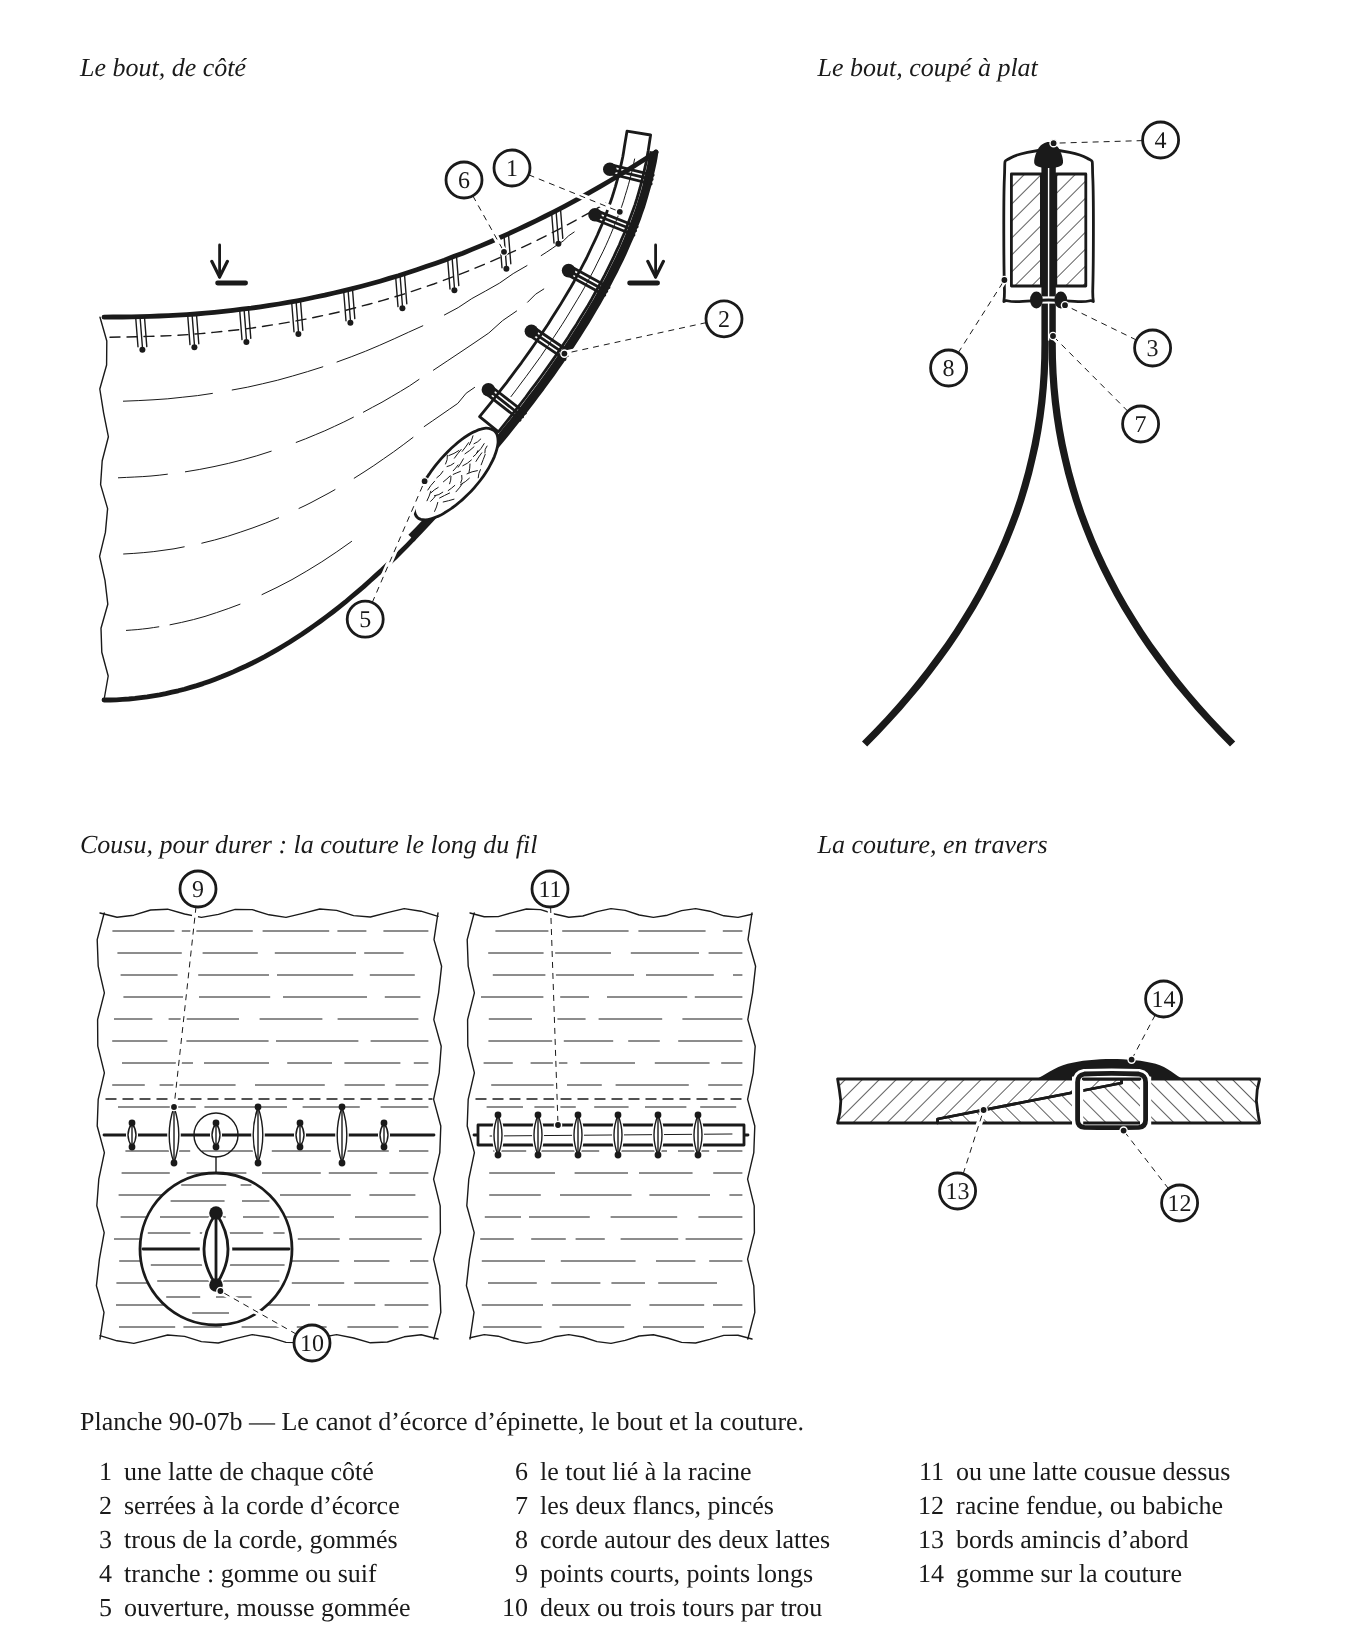 Le bout, de côté
Le bout, coupé à plat
1
6
4
2
3
8
7
5
Cousu, pour durer : la couture le long du fil
La couture, en travers
9
11
14
13
12
10
Planche 90-07b — Le canot d’écorce d’épinette, le bout et la couture.
1 une latte de chaque côté
2 serrées à la corde d’écorce
3 trous de la corde, gommés
4 tranche : gomme ou suif
5 ouverture, mousse gommée
6 le tout lié à la racine
7 les deux flancs, pincés
8 corde autour des deux lattes
9 points courts, points longs
10 deux ou trois tours par trou
11 ou une latte cousue dessus
12 racine fendue, ou babiche
13 bords amincis d’abord
14 gomme sur la couture